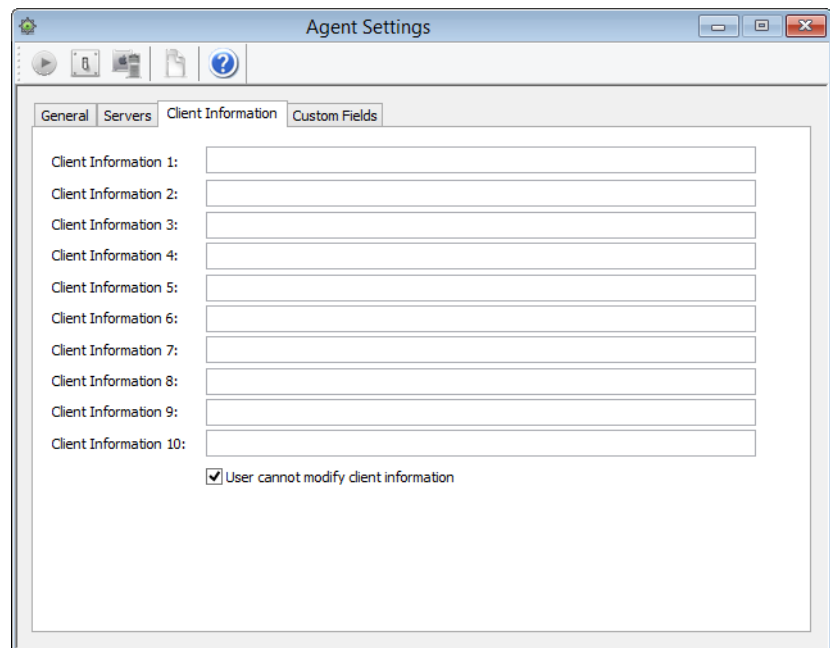 Agent Settings
General Servers Client Information Custom Fields
Client Information 1:
Client Information 2:
Client Information 3:
Client Information 4:
Client Information 5:
Client Information 6:
Client Information 7:
Client Information 8:
Client Information 9:
Client Information 10:
User cannot modify client information